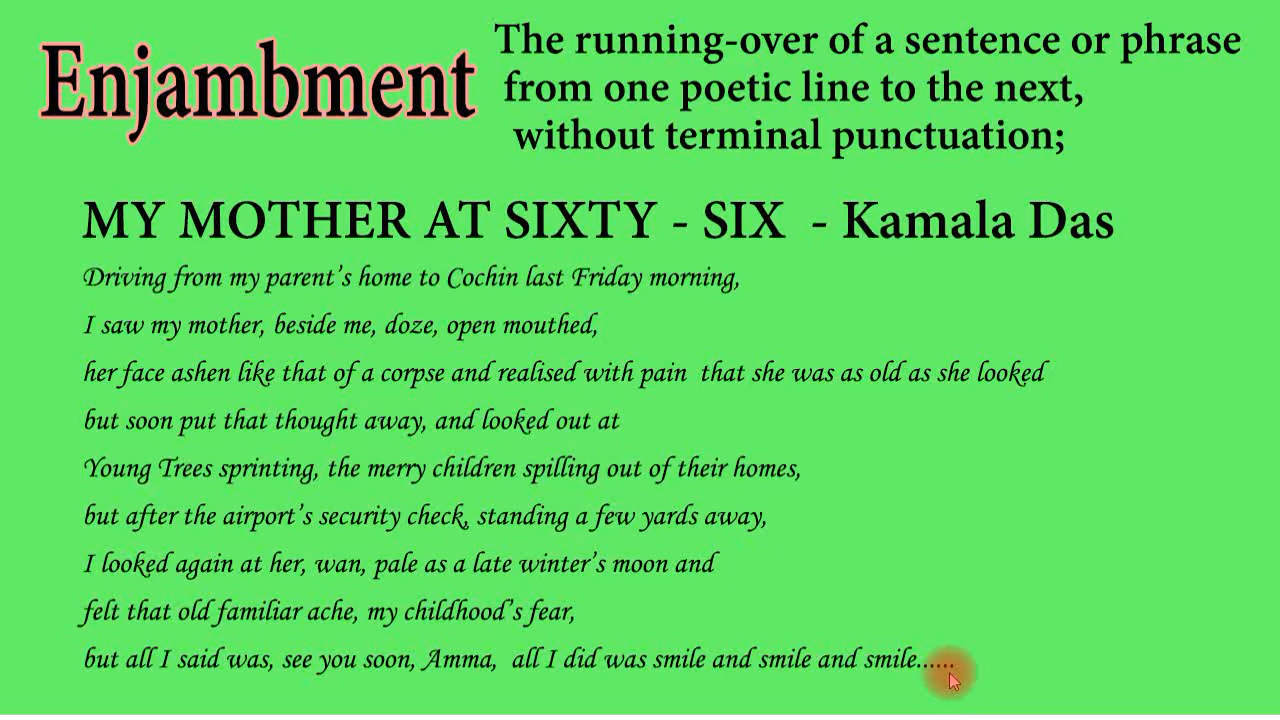 Enjambment
The running-over of a sentence or phrase
from one poetic line to the next,
without terminal punctuation;
MY MOTHER AT SIXTY - SIX - Kamala Das
Driving from my parent's home to Cochin last Friday morning,
I saw my mother, beside me, doze, open mouthed,
her face ashen like that of a corpse and realised with pain that she was as old as she looked
but soon put that thought away, and looked out at
Young Trees sprinting, the merry children spilling out of their homes,
but after the airport's security check, standing a few yards away,
I looked again at her, wan, pale as a late winter's moon and
felt that old familiar ache, my childhood's fear,
but all I said was, see you soon, Amma, all I did was smile and smile and smile......